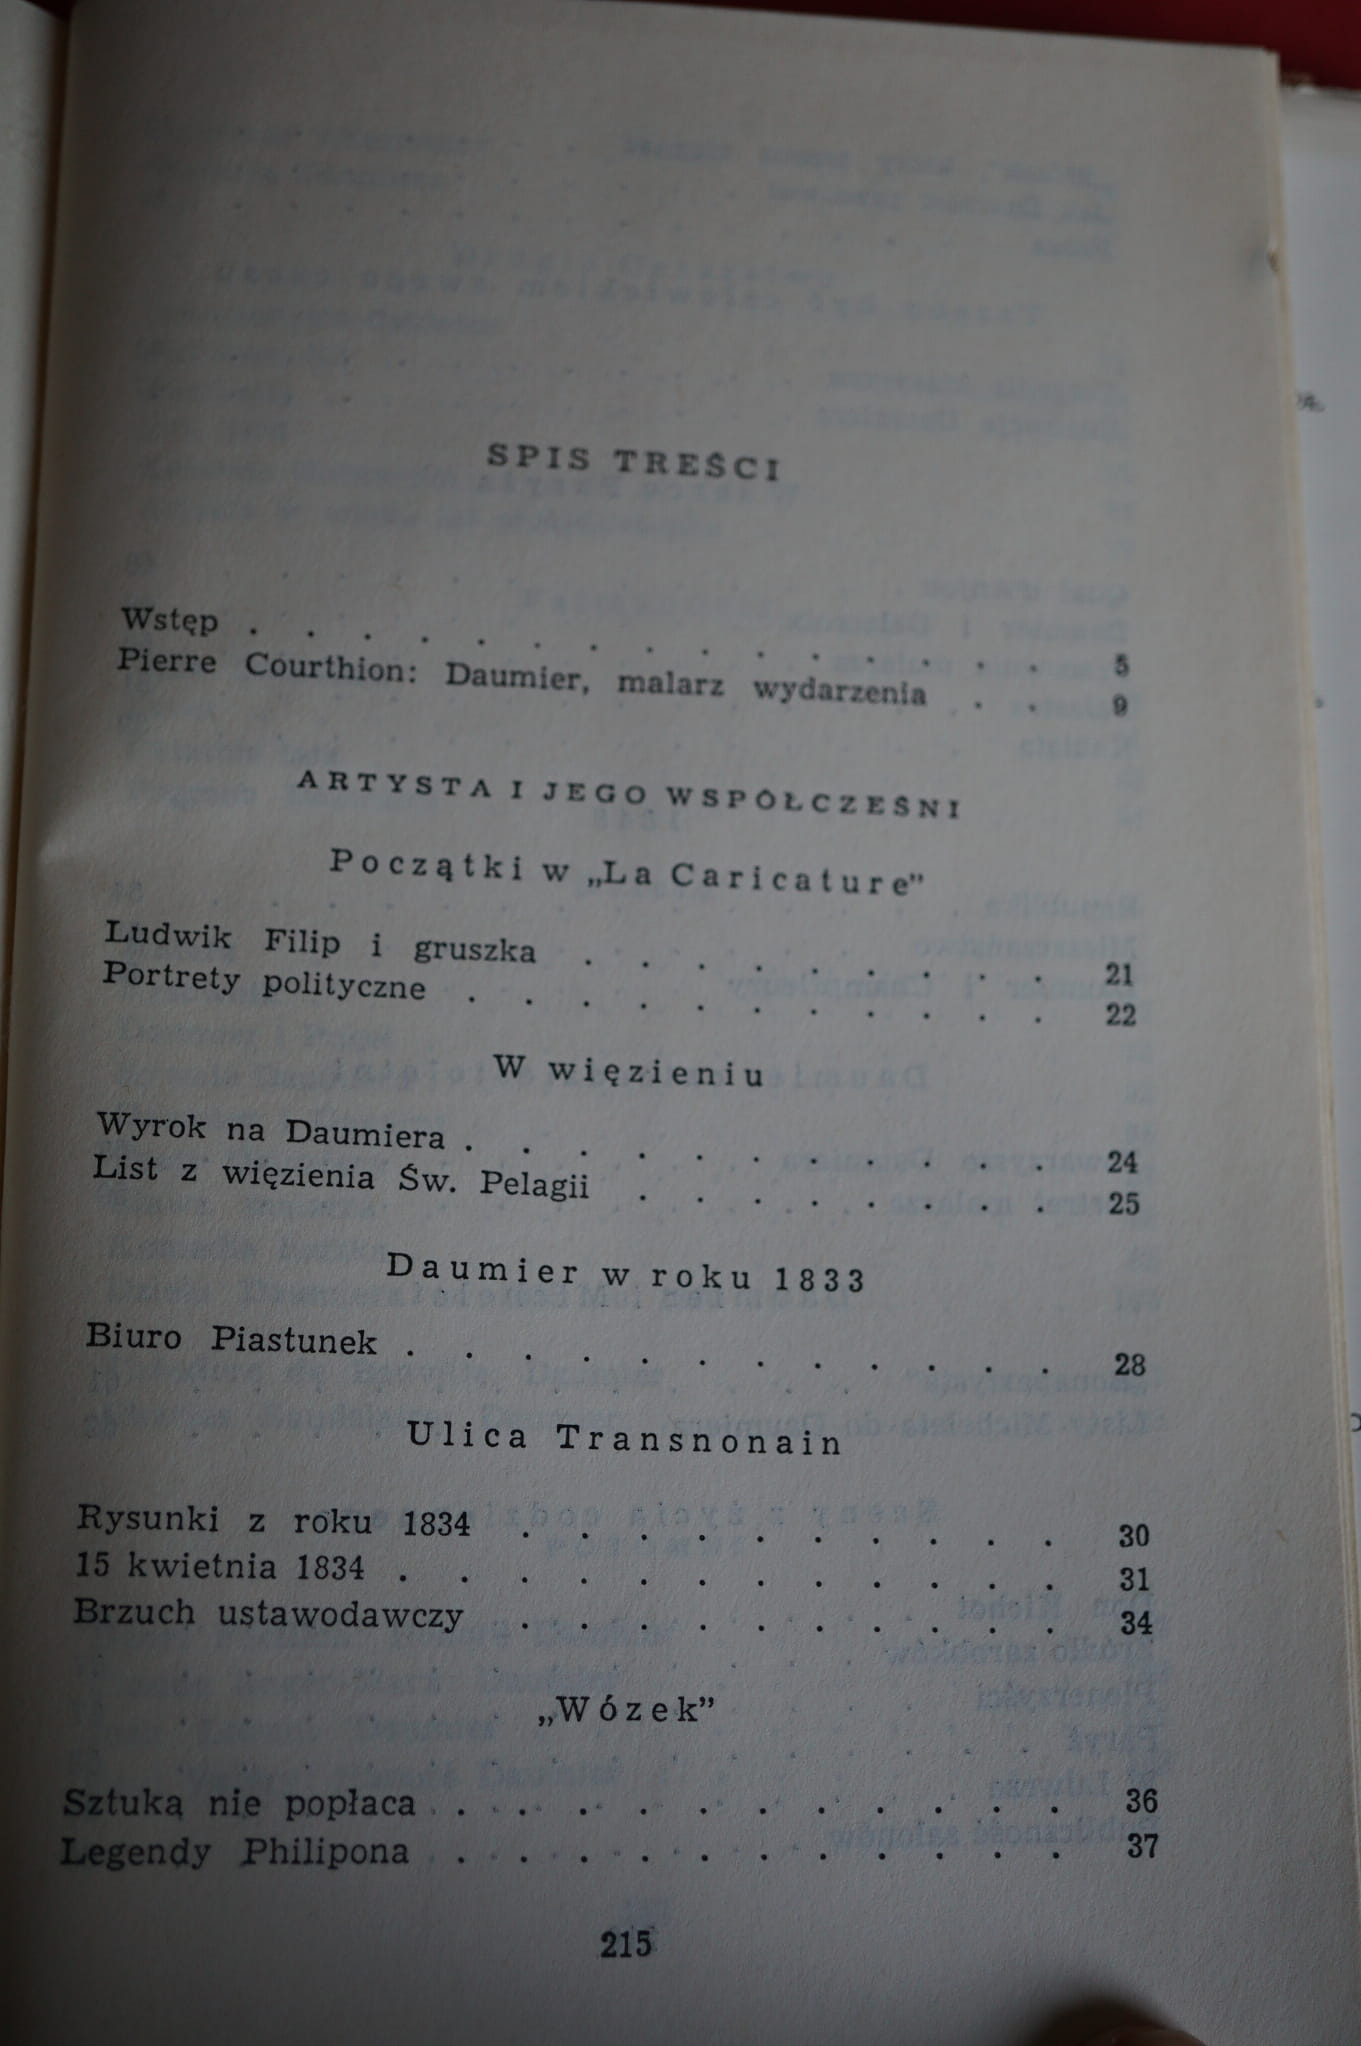 SPIS TREŚCI
Wstęp . . . . . . . . . . . . . . . 5
Pierre Courthion: Daumier, malarz wydarzenia . . 9
ARTYSTA I JEGO WSPÓŁCZEŚNI
Początki w „La Caricature”
Ludwik Filip i gruszka . . . . . . . . . 21
Portrety polityczne . . . . . . . . . . . 22
W więzieniu
Wyrok na Daumiera . . . . . . . . . . . 24
List z więzienia Św. Pelagii . . . . . . . . 25
Daumier w roku 1833
Biuro Piastunek . . . . . . . . . . . . 28
Ulica Transnonain
Rysunki z roku 1834 . . . . . . . . . . 30
15 kwietnia 1834 . . . . . . . . . . . . 31
Brzuch ustawodawczy . . . . . . . . . . 34
„Wózek”
Sztuka nie popłaca . . . . . . . . . . . 36
Legendy Philipona . . . . . . . . . . . 37
215